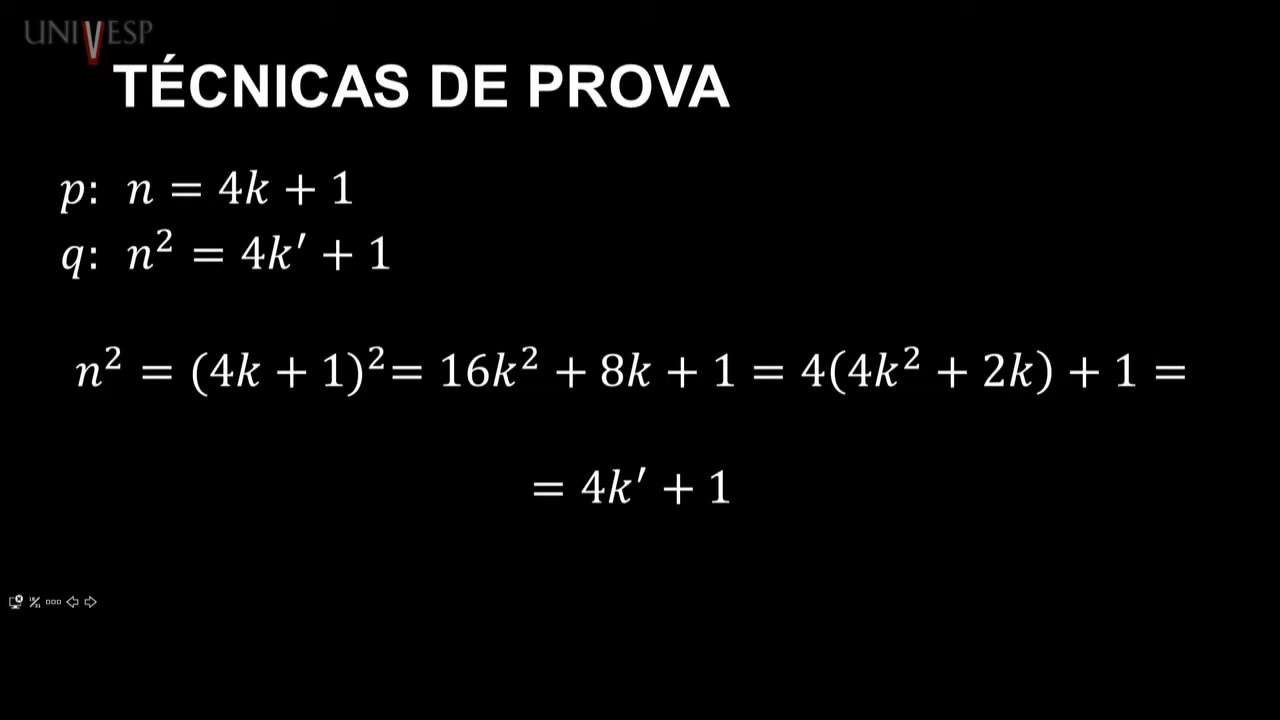 UNIVESP
TÉCNICAS DE PROVA
p: n = 4k + 1
q: n² = 4k′ + 1
n² = (4k + 1)²= 16k² + 8k + 1 = 4(4k² + 2k) + 1 =
= 4k′ + 1